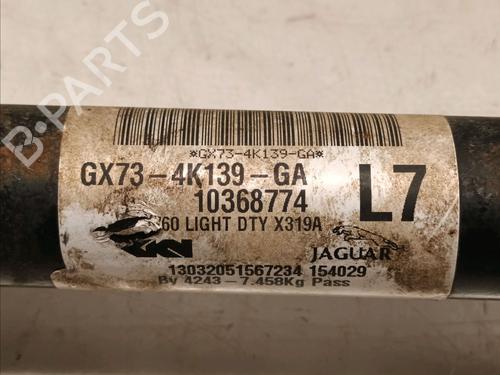 B-PARTS
*GX73-4K139-GA*
GX73-4K139-GA
10368774
L7
60 LIGHT DTY X319A
JAGUAR
13032051567234 154029
By 4243-7.458Kg Pass